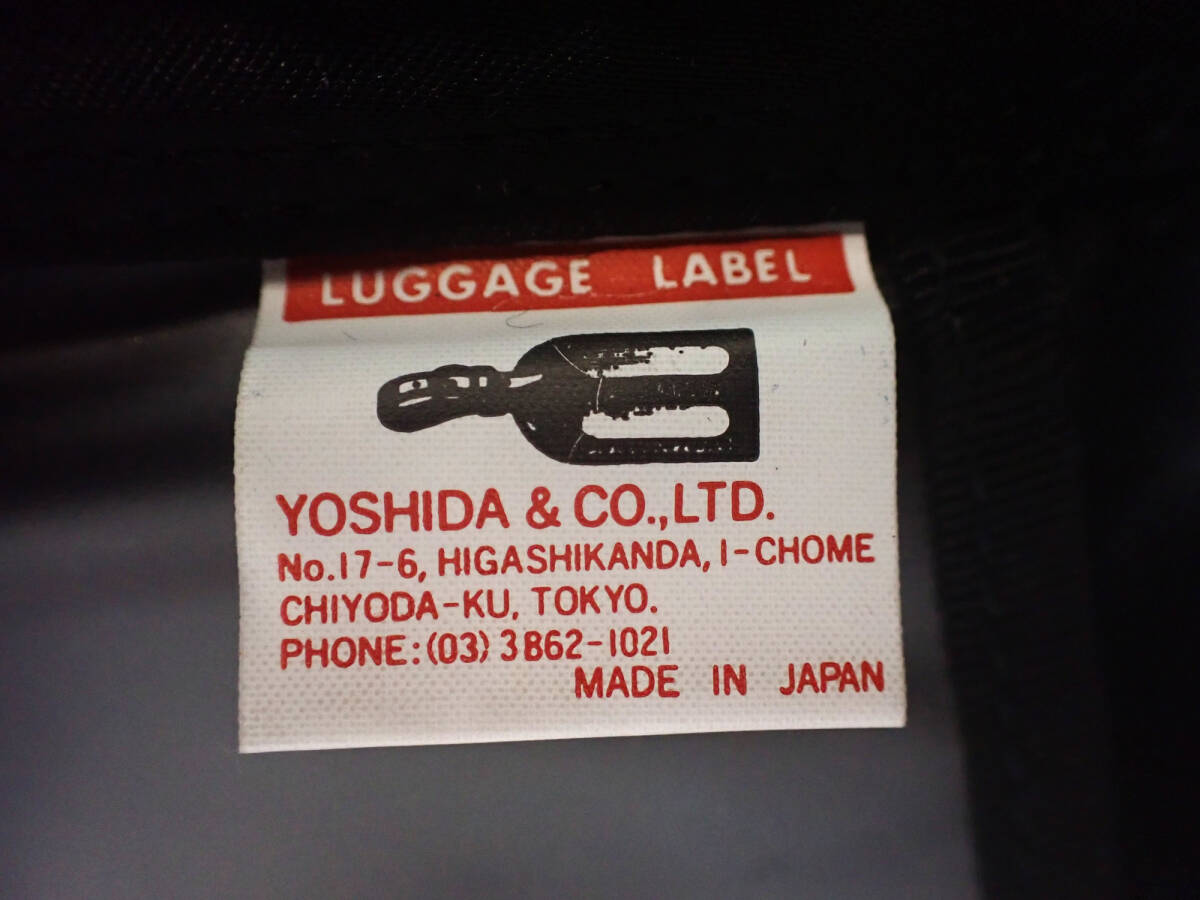 LUGGAGE LABEL
YOSHIDA & CO.,LTD.
No.17-6, HIGASHIKANDA, 1-CHOME
CHIYODA-KU, TOKYO.
PHONE:(03) 3862-1021
MADE IN JAPAN